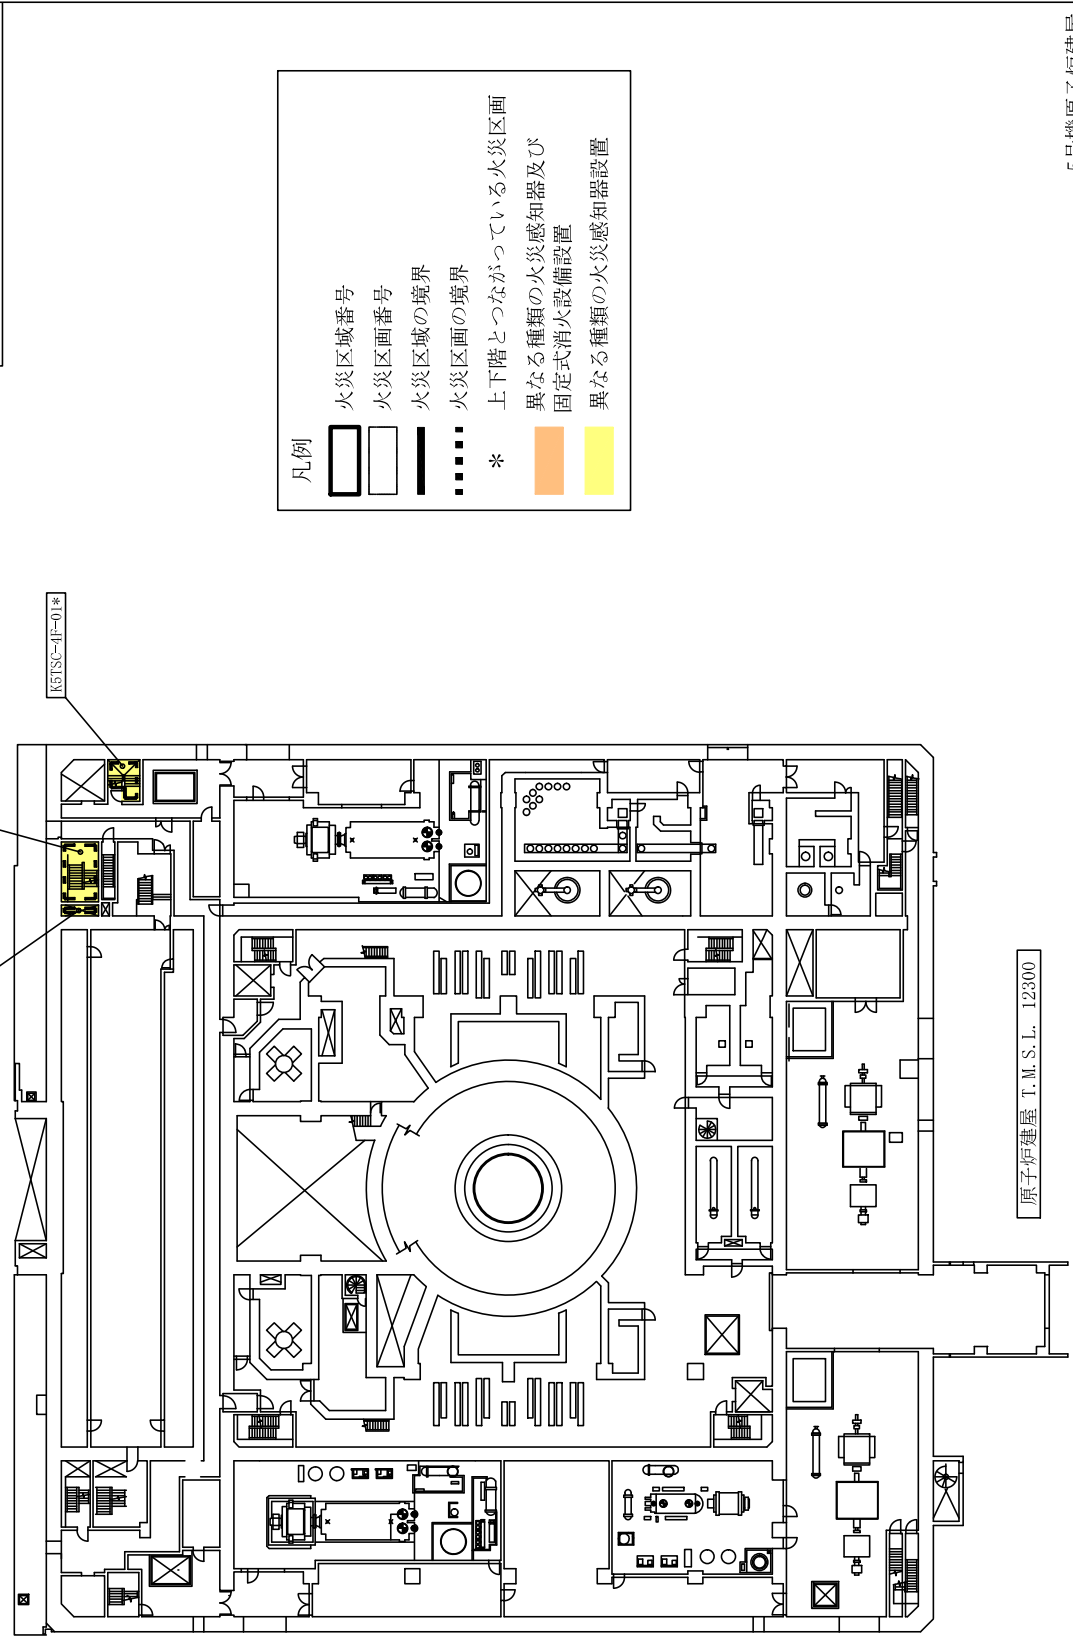 凡例
火災区域番号
火災区画番号
火災区域の境界
火災区画の境界
* 上下階とつながっている火災区画
異なる種類の火災感知器及び
固定式消火設備設置
異なる種類の火災感知器設置
K5TSC-4F-01*
原子炉建屋 T.M.S.L. 12300